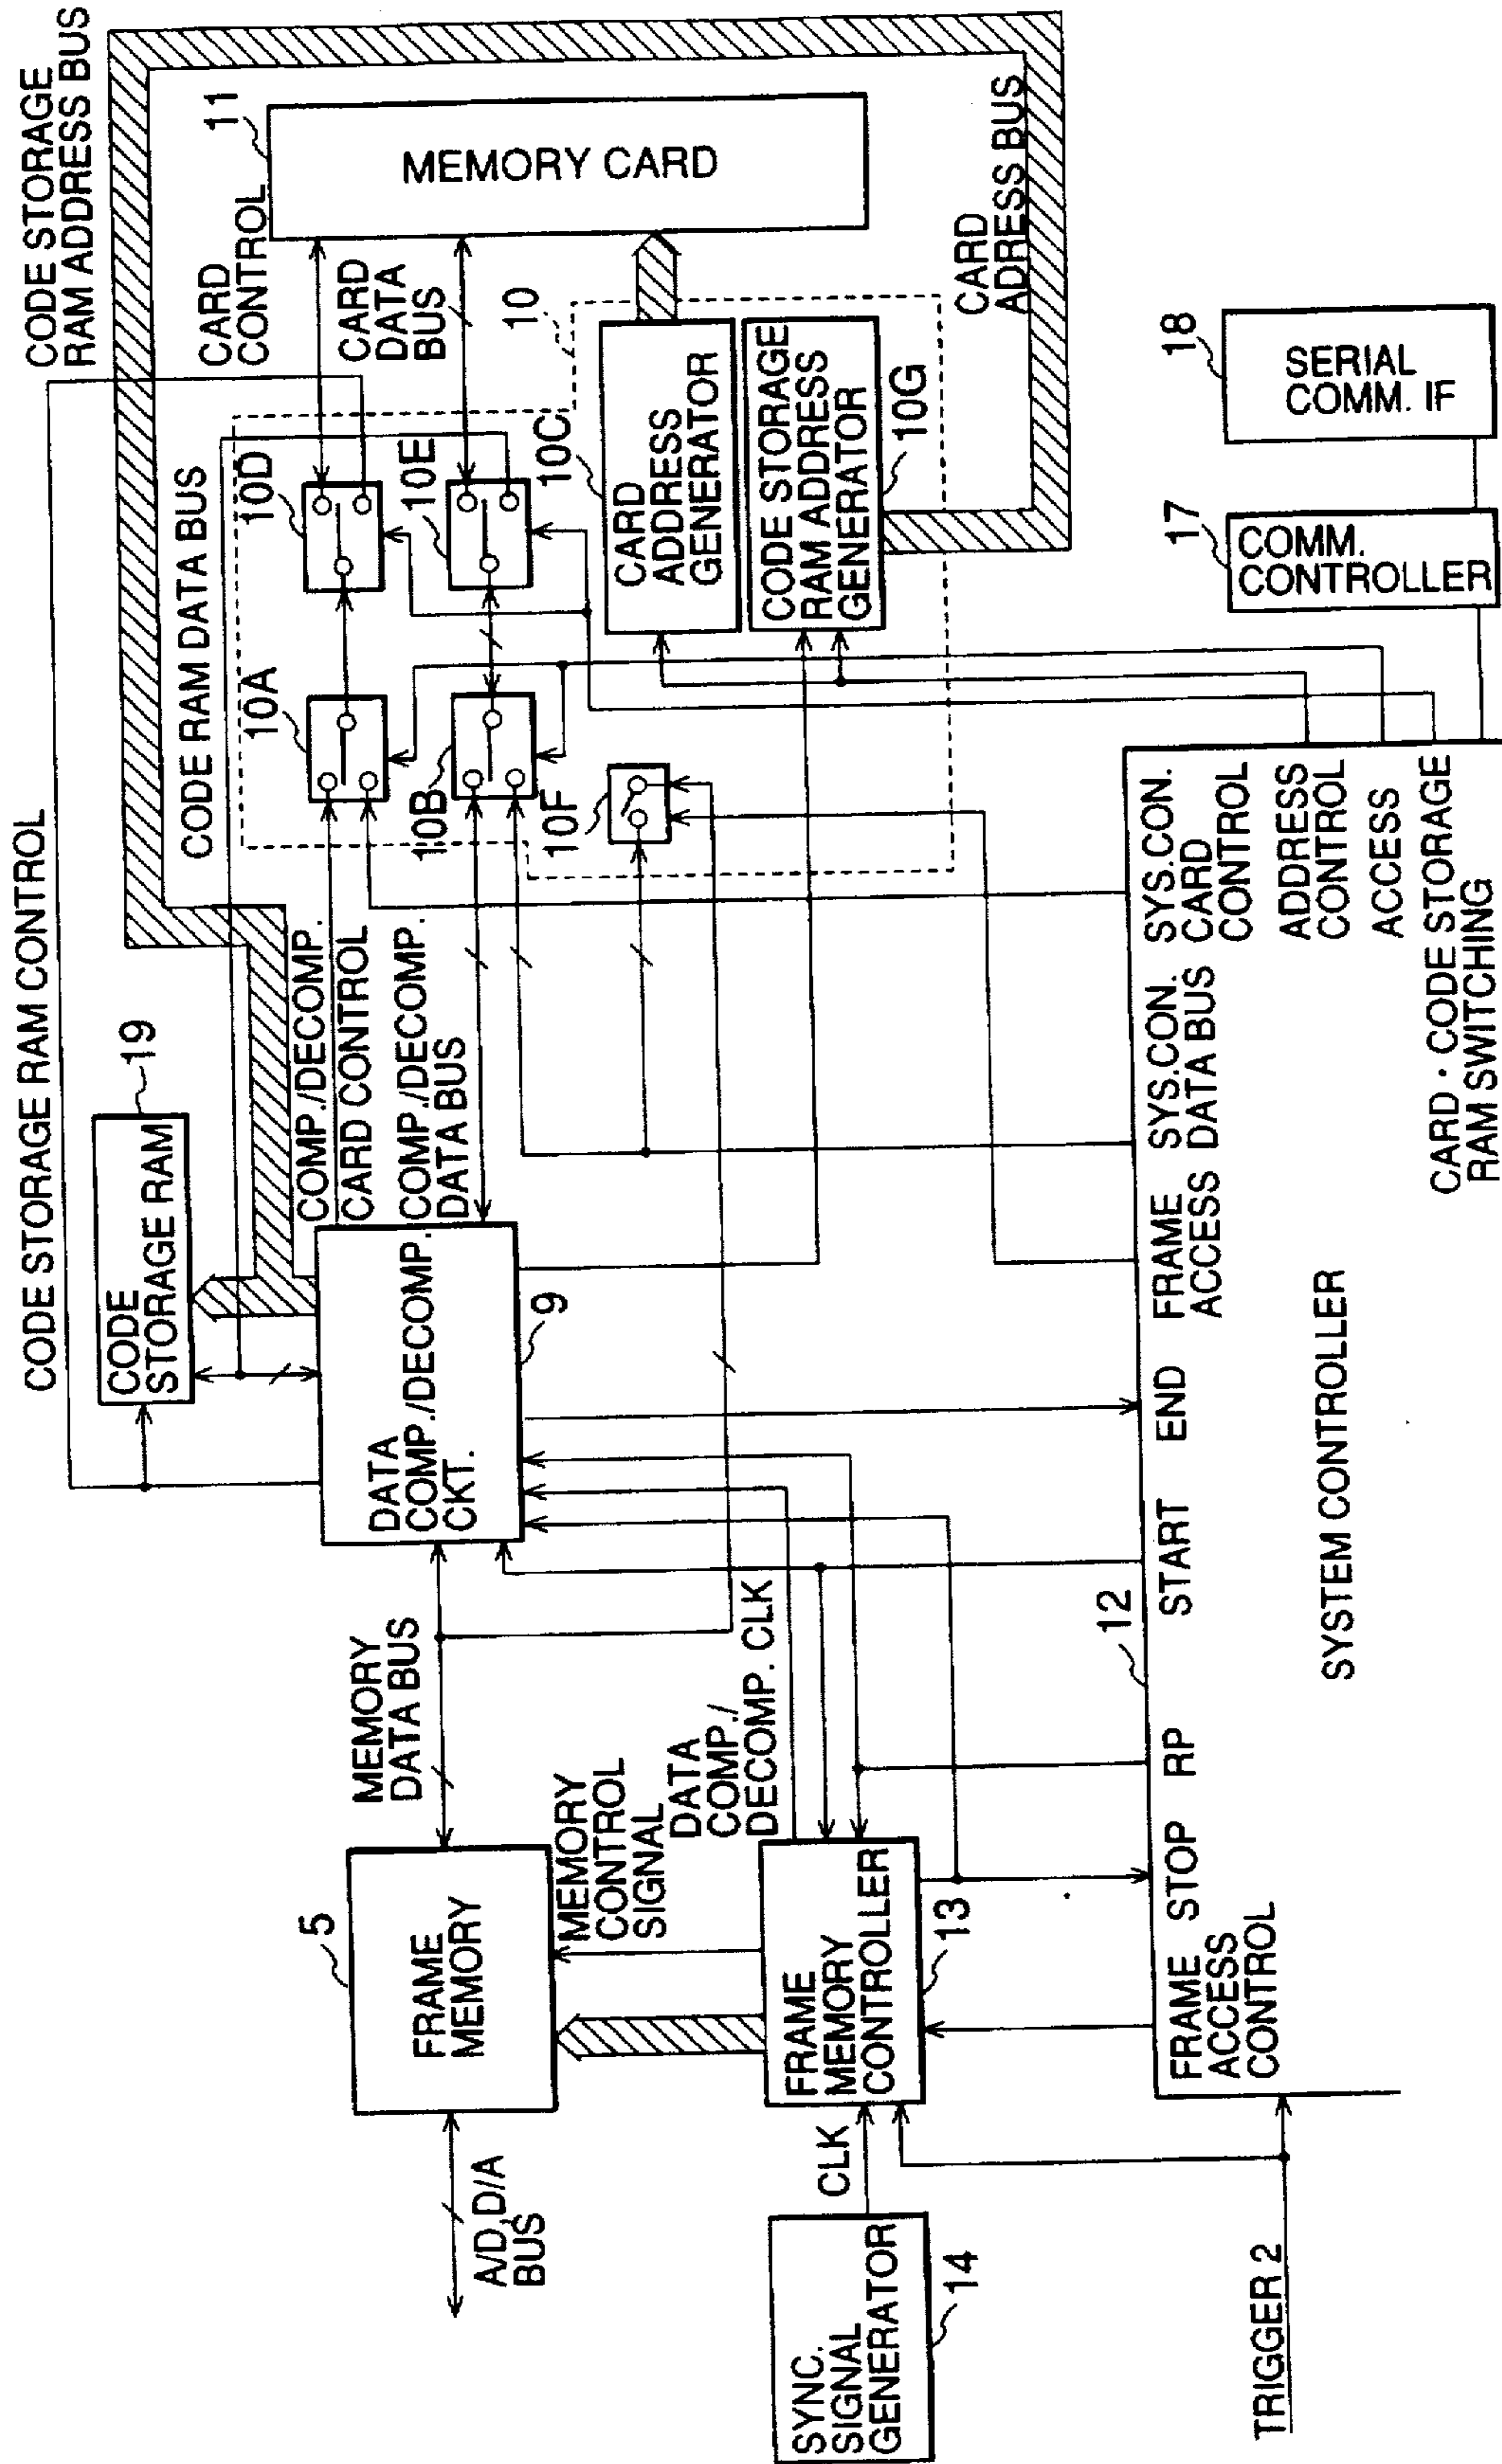 CODE STORAGE RAM CONTROL
CODE STORAGE
RAM ADDRESS BUS
CODE RAM DATA BUS
CARD
CONTROL
11
MEMORY CARD
CARD
DATA
BUS
10
CODE
STORAGE RAM
19
COMP./DECOMP.
CARD CONTROL
COMP./DECOMP.
DATA BUS
10A
10D
10B
10E
10F
10C
CARD
ADDRESS
GENERATOR
CODE STORAGE
RAM ADDRESS
GENERATOR
10G
CARD
ADRESS BUS
DATA
COMP./DECOMP.
CKT.
9
MEMORY
DATA BUS
5
FRAME
MEMORY
A/D,D/A
BUS
MEMORY
CONTROL
SIGNAL
DATA
COMP./
DECOMP. CLK
FRAME
MEMORY
CONTROLLER
13
CLK
SYNC.
SIGNAL
GENERATOR
14
TRIGGER 2
12
FRAME
ACCESS
CONTROL
STOP
RP
START
END
FRAME
ACCESS
SYS.CON.
DATA BUS
SYS.CON.
CARD
CONTROL
ADDRESS
CONTROL
ACCESS
CARD · CODE STORAGE
RAM SWITCHING
SYSTEM CONTROLLER
17
COMM.
CONTROLLER
18
SERIAL
COMM. IF